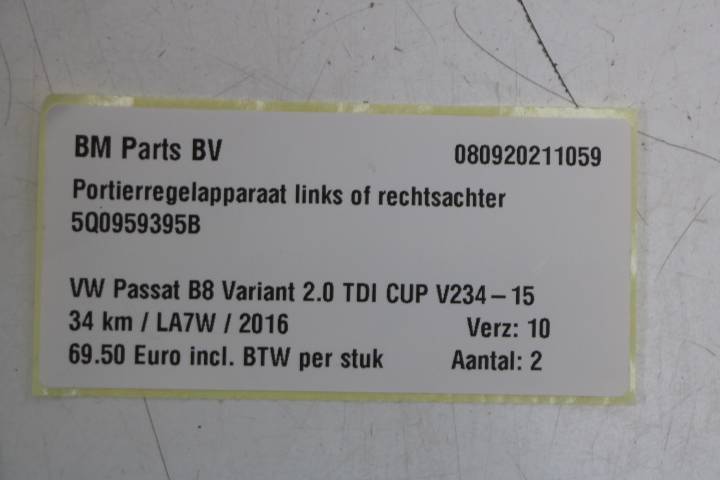 BM Parts BV 080920211059
Portierregelapparaat links of rechtsachter
5Q0959395B
VW Passat B8 Variant 2.0 TDI CUP V234-15
34 km / LA7W / 2016 Verz: 10
69.50 Euro incl. BTW per stuk Aantal: 2